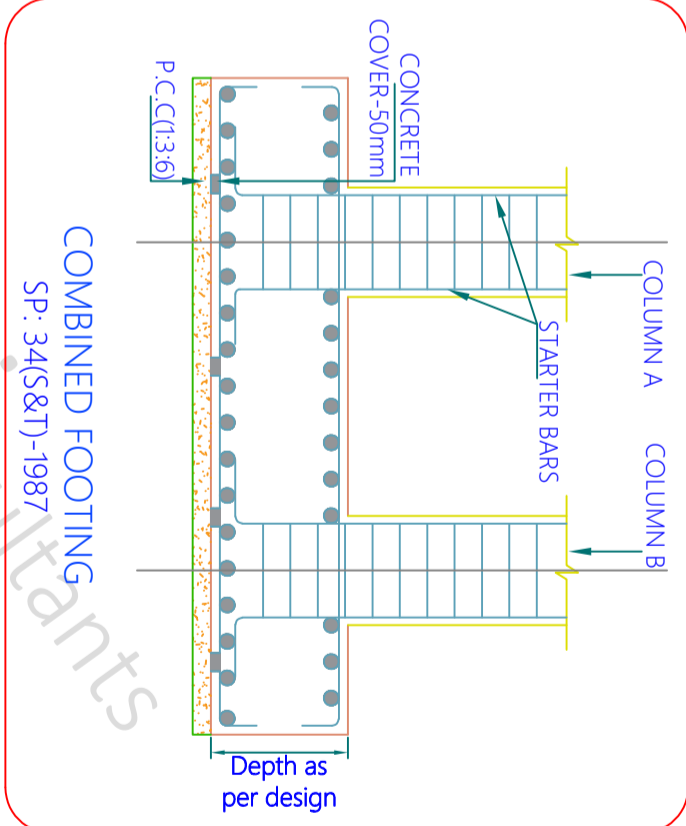 COLUMN A
COLUMN B
STARTER BARS
CONCRETE
COVER-50mm
P.C.C(1:3:6)
Depth as
per design
COMBINED FOOTING
SP: 34(S&T)-1987